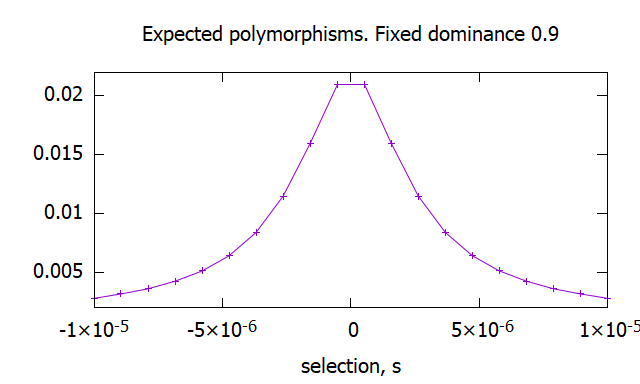 Expected polymorphisms. Fixed dominance 0.9
0.02
0.015
0.01
0.005
-1×10⁻⁵ -5×10⁻⁶ 0 5×10⁻⁶ 1×10⁻⁵
selection, s